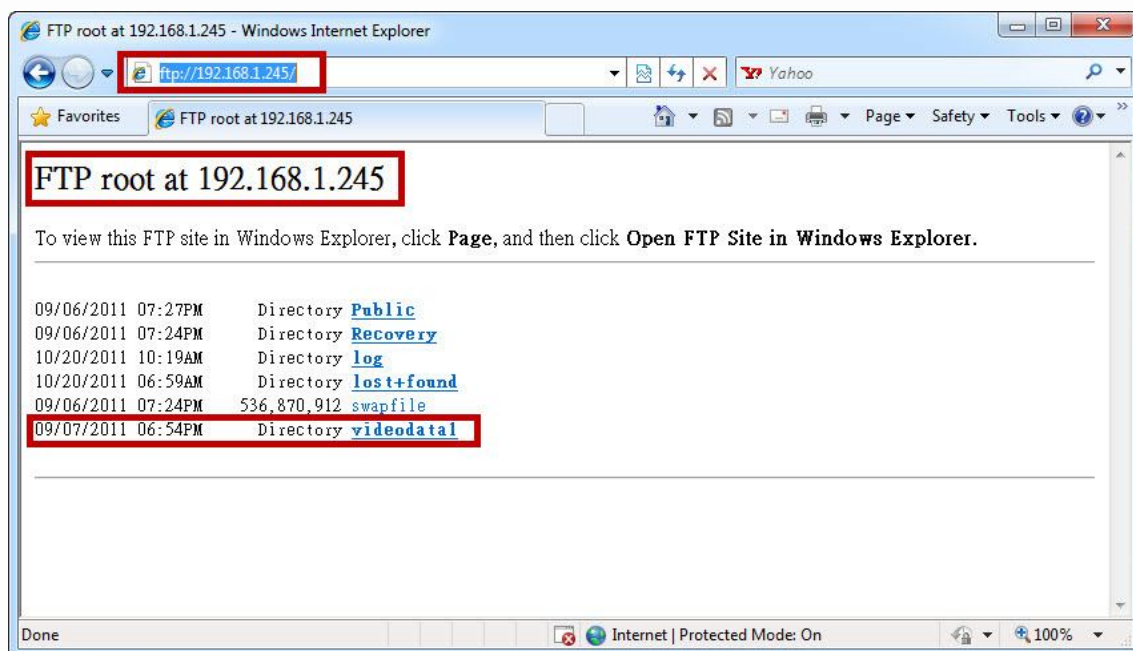 FTP root at 192.168.1.245 - Windows Internet Explorer
ftp://192.168.1.245/
Yahoo
Favorites
FTP root at 192.168.1.245
Page
Safety
Tools
FTP root at 192.168.1.245
To view this FTP site in Windows Explorer, click Page, and then click Open FTP Site in Windows Explorer.
09/06/2011 07:27PM Directory Public
09/06/2011 07:24PM Directory Recovery
10/20/2011 10:19AM Directory log
10/20/2011 06:59AM Directory lost+found
09/06/2011 07:24PM 536,870,912 swapfile
09/07/2011 06:54PM Directory videodata1
Done
Internet | Protected Mode: On
100%